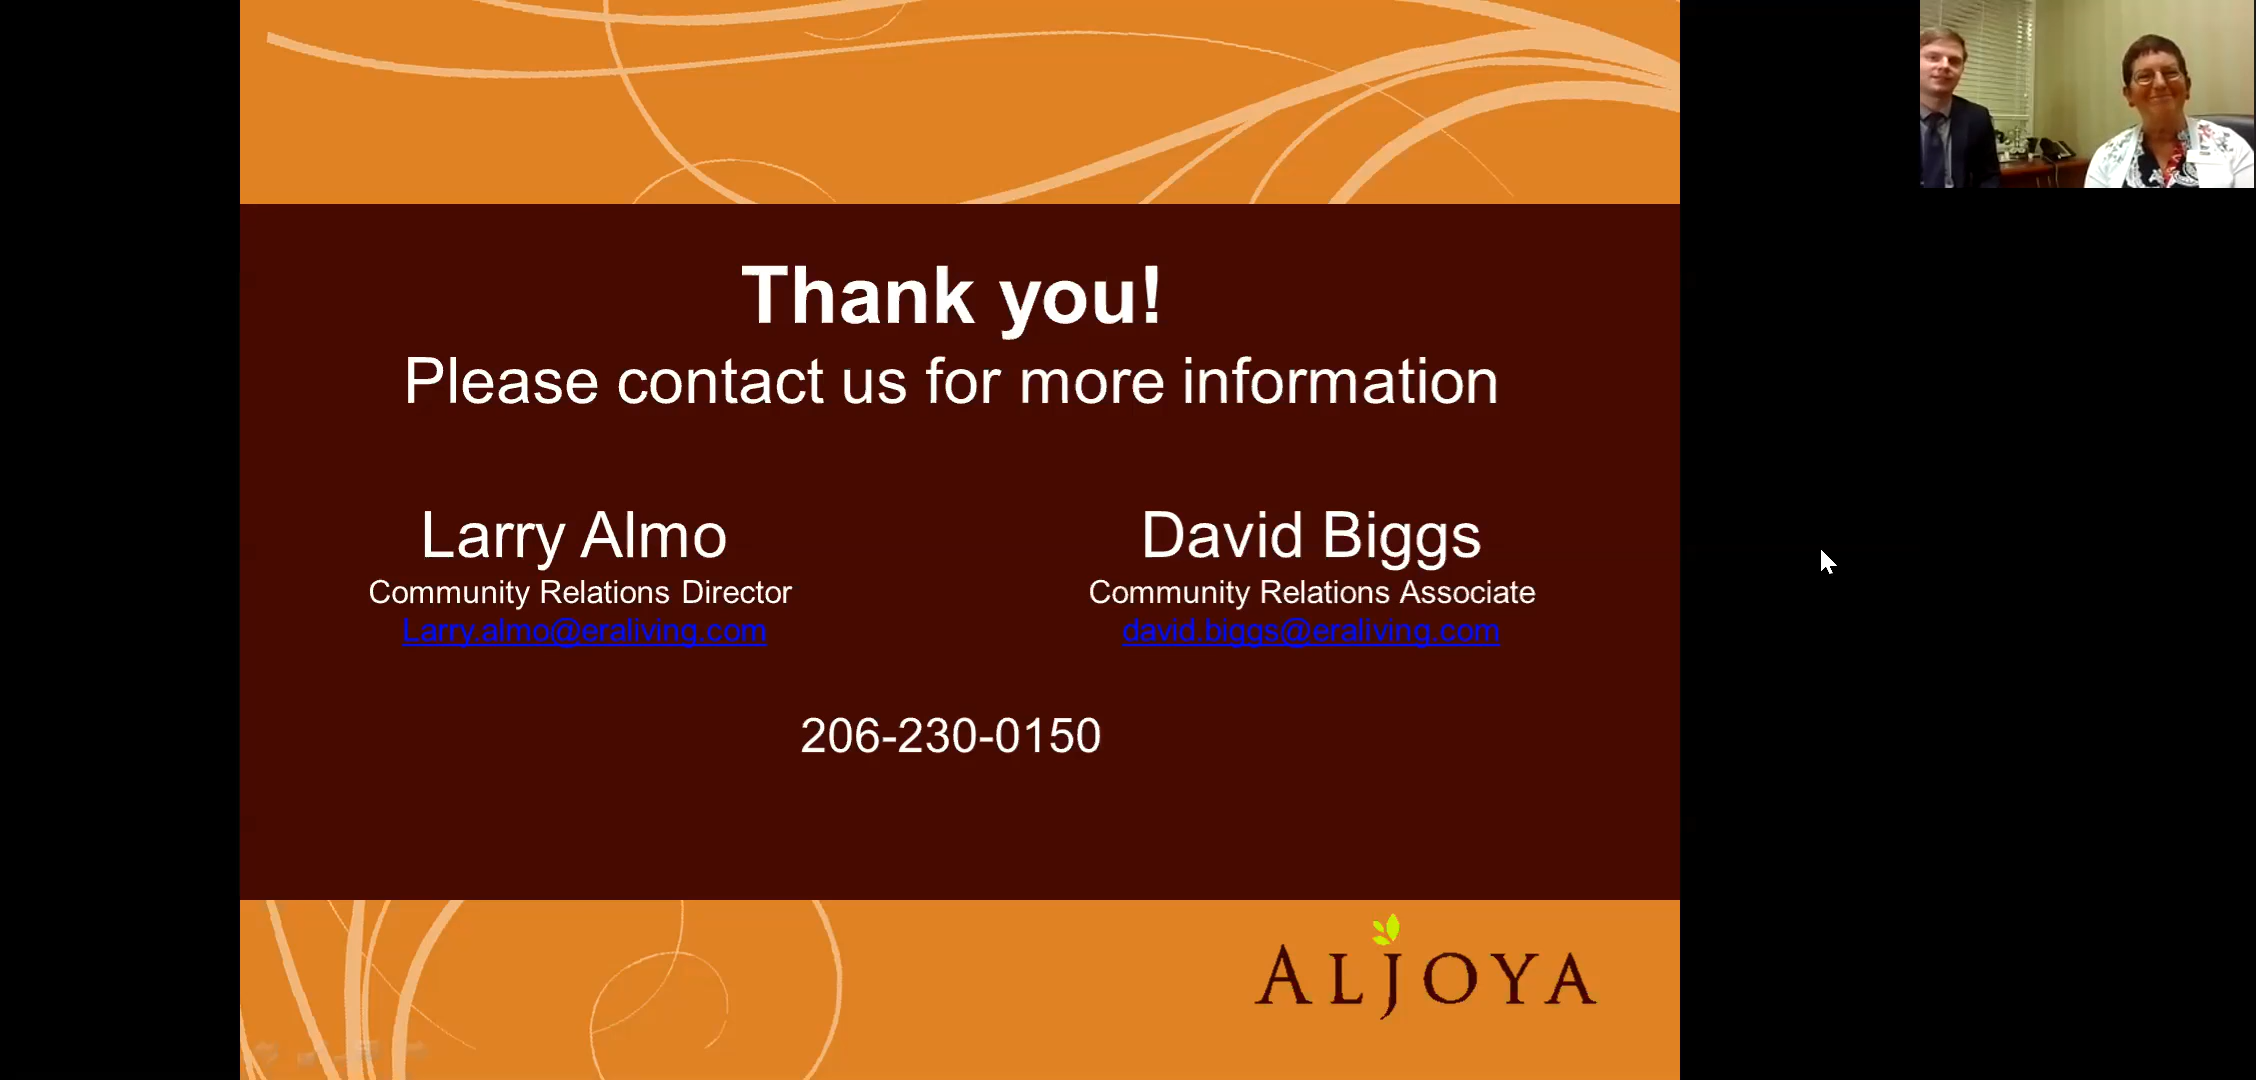 Thank you!
Please contact us for more information
Larry Almo
Community Relations Director
Larry.almo@eraliving.com
David Biggs
Community Relations Associate
david.biggs@eraliving.com
206-230-0150
ALJOYA